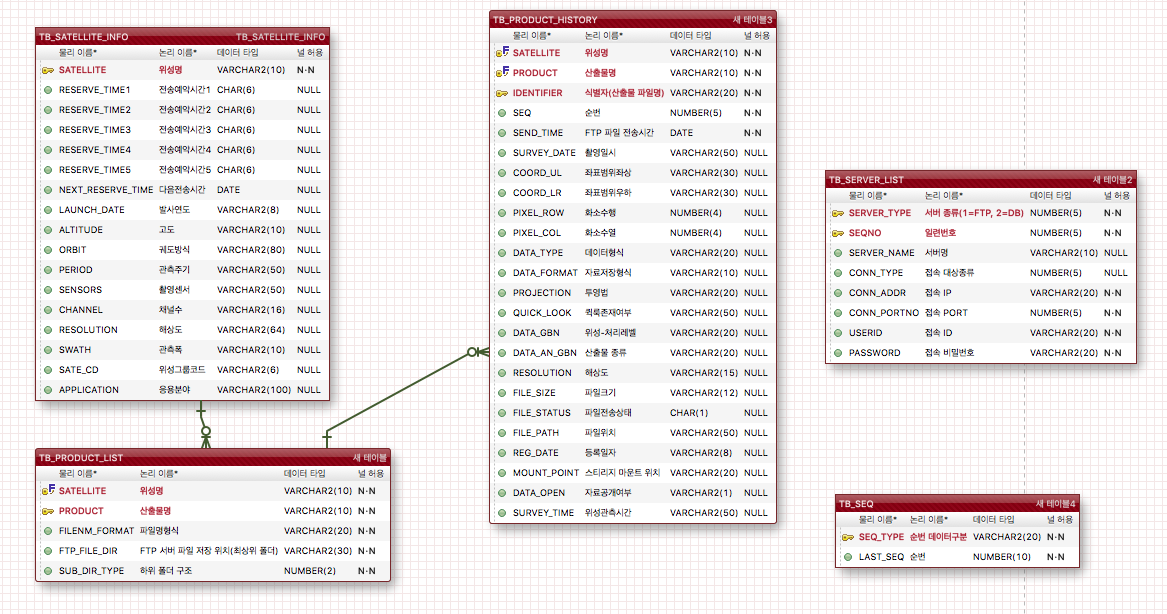 TB_SATELLITE_INFO TB_SATELLITE_INFO
물리 이름* 논리 이름* 데이터 타입 널 허용
SATELLITE 위성명 VARCHAR2(10) N·N
RESERVE_TIME1 전송예약시간1 CHAR(6) NULL
RESERVE_TIME2 전송예약시간2 CHAR(6) NULL
RESERVE_TIME3 전송예약시간3 CHAR(6) NULL
RESERVE_TIME4 전송예약시간4 CHAR(6) NULL
RESERVE_TIME5 전송예약시간5 CHAR(6) NULL
NEXT_RESERVE_TIME 다음전송시간 DATE NULL
LAUNCH_DATE 발사연도 VARCHAR2(8) NULL
ALTITUDE 고도 VARCHAR2(10) NULL
ORBIT 궤도방식 VARCHAR2(80) NULL
PERIOD 관측주기 VARCHAR2(50) NULL
SENSORS 촬영센서 VARCHAR2(50) NULL
CHANNEL 채널수 VARCHAR2(16) NULL
RESOLUTION 해상도 VARCHAR2(64) NULL
SWATH 관측폭 VARCHAR2(10) NULL
SATE_CD 위성그룹코드 VARCHAR2(6) NULL
APPLICATION 응용분야 VARCHAR2(100) NULL
TB_PRODUCT_LIST 새 테이블
물리 이름* 논리 이름* 데이터 타입 널 허용
SATELLITE 위성명 VARCHAR2(10) N·N
PRODUCT 산출물명 VARCHAR2(10) N·N
FILENM_FORMAT 파일명형식 VARCHAR2(20) N·N
FTP_FILE_DIR FTP 서버 파일 저장 위치(최상위 폴더) VARCHAR2(30) N·N
SUB_DIR_TYPE 하위 폴더 구조 NUMBER(2) N·N
TB_PRODUCT_HISTORY 새 테이블3
물리 이름* 논리 이름* 데이터 타입 널 허용
SATELLITE 위성명 VARCHAR2(10) N·N
PRODUCT 산출물명 VARCHAR2(10) N·N
IDENTIFIER 식별자(산출물 파일명) VARCHAR2(20) N·N
SEQ 순번 NUMBER(5) N·N
SEND_TIME FTP 파일 전송시간 DATE N·N
SURVEY_DATE 촬영일시 VARCHAR2(50) NULL
COORD_UL 좌표범위좌상 VARCHAR2(30) NULL
COORD_LR 좌표범위우하 VARCHAR2(30) NULL
PIXEL_ROW 화소수행 NUMBER(4) NULL
PIXEL_COL 화소수열 NUMBER(4) NULL
DATA_TYPE 데이터형식 VARCHAR2(20) NULL
DATA_FORMAT 자료저장형식 VARCHAR2(10) NULL
PROJECTION 투영법 VARCHAR2(20) NULL
QUICK_LOOK 퀵룩존재여부 VARCHAR2(50) NULL
DATA_GBN 위성-처리레벨 VARCHAR2(20) NULL
DATA_AN_GBN 산출물 종류 VARCHAR2(20) NULL
RESOLUTION 해상도 VARCHAR2(15) NULL
FILE_SIZE 파일크기 VARCHAR2(12) NULL
FILE_STATUS 파일전송상태 CHAR(1) NULL
FILE_PATH 파일위치 VARCHAR2(50) NULL
REG_DATE 등록일자 VARCHAR2(8) NULL
MOUNT_POINT 스티리지 마운트 위치 VARCHAR2(20) NULL
DATA_OPEN 자료공개여부 VARCHAR2(1) NULL
SURVEY_TIME 위성관측시간 VARCHAR2(50) NULL
TB_SERVER_LIST 새 테이블2
물리 이름* 논리 이름* 데이터 타입 널 허용
SERVER_TYPE 서버 종류(1=FTP, 2=DB) NUMBER(5) N·N
SEQNO 일련번호 NUMBER(5) N·N
SERVER_NAME 서버명 VARCHAR2(10) NULL
CONN_TYPE 접속 대상종류 NUMBER(5) NULL
CONN_ADDR 접속 IP VARCHAR2(20) N·N
CONN_PORTNO 접속 PORT NUMBER(5) N·N
USERID 접속 ID VARCHAR2(20) N·N
PASSWORD 접속 비밀번호 VARCHAR2(20) N·N
TB_SEQ 새 테이블4
물리 이름* 논리 이름* 데이터 타입 널 허용
SEQ_TYPE 순번 데이터구분 VARCHAR2(20) N·N
LAST_SEQ 순번 NUMBER(10) N·N